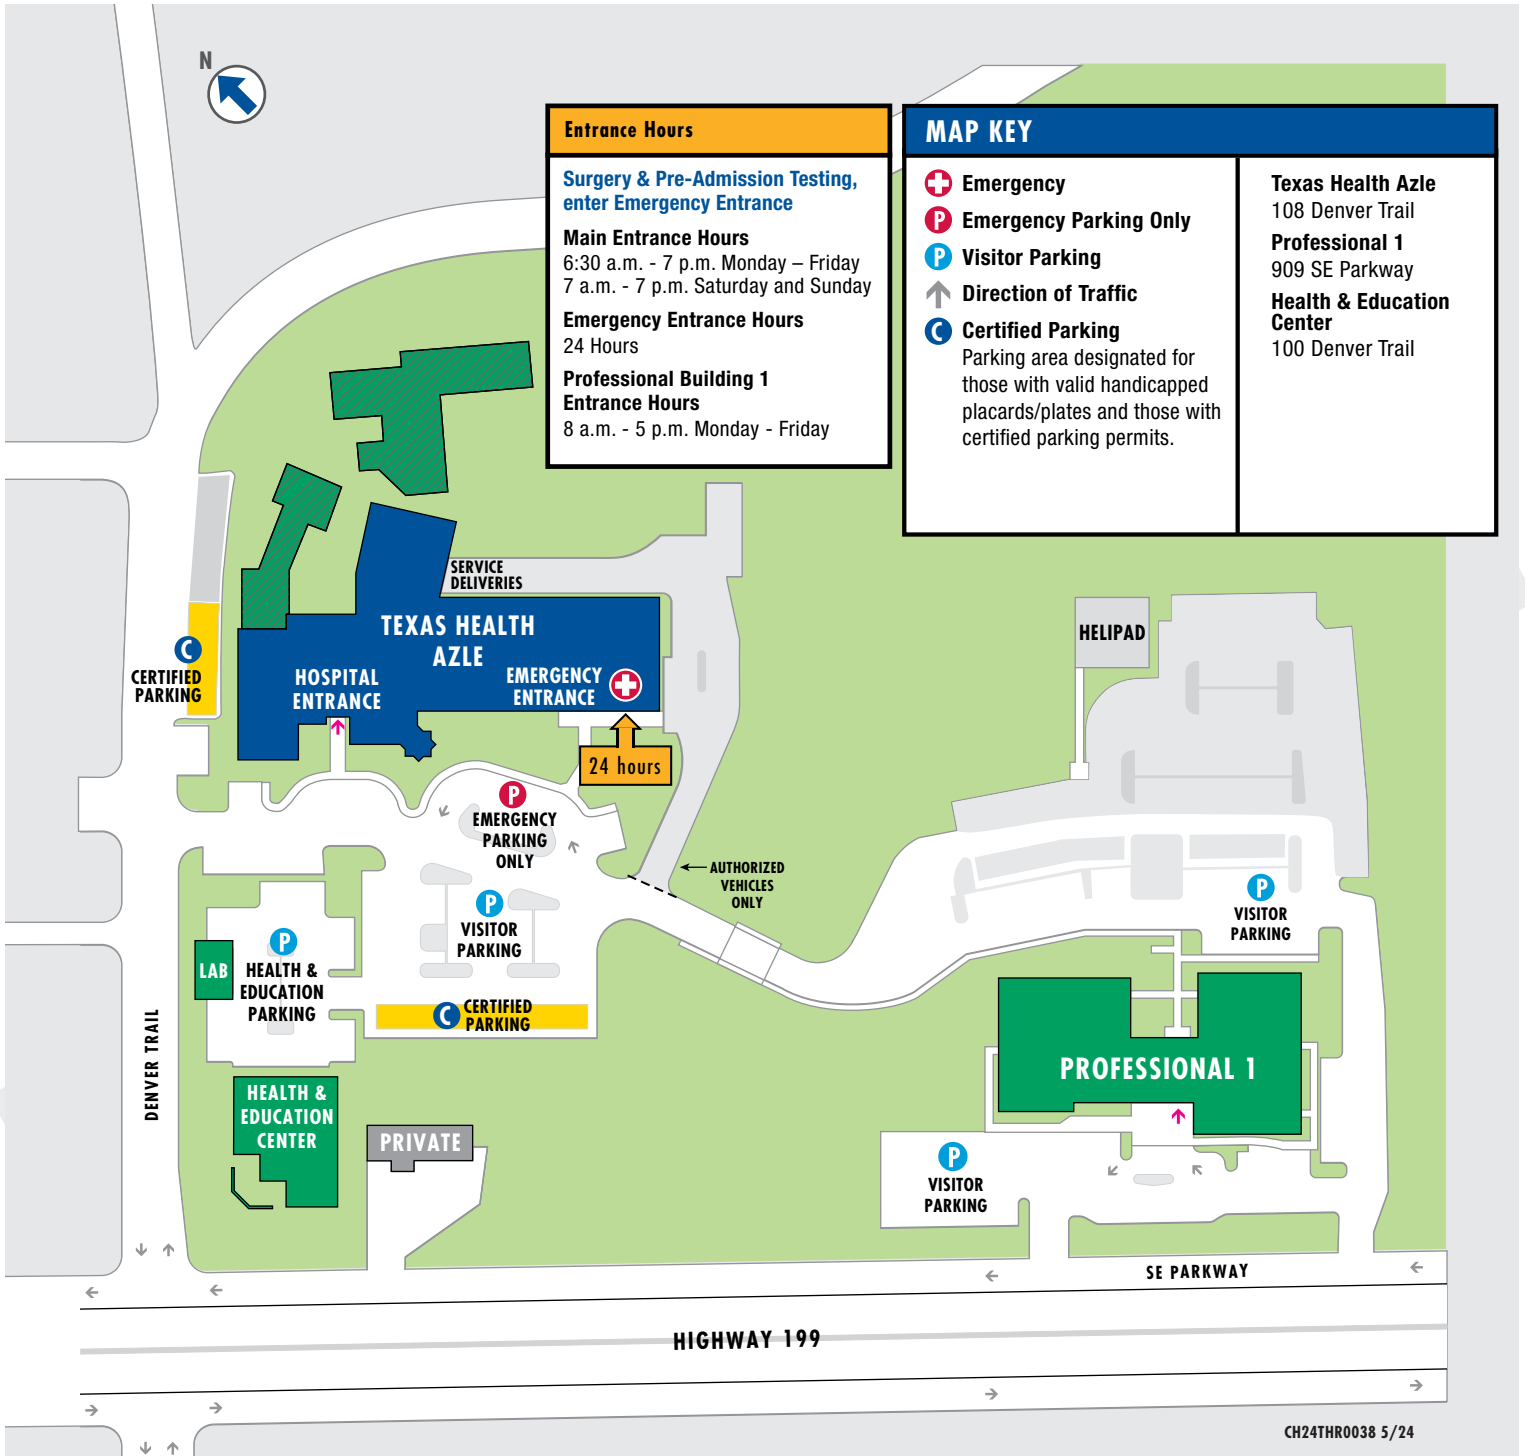 N
Entrance Hours
Surgery & Pre-Admission Testing,
enter Emergency Entrance
Main Entrance Hours
6:30 a.m. - 7 p.m. Monday – Friday
7 a.m. - 7 p.m. Saturday and Sunday
Emergency Entrance Hours
24 Hours
Professional Building 1
Entrance Hours
8 a.m. - 5 p.m. Monday - Friday
MAP KEY
Emergency
P Emergency Parking Only
P Visitor Parking
Direction of Traffic
C Certified Parking
Parking area designated for
those with valid handicapped
placards/plates and those with
certified parking permits.
Texas Health Azle
108 Denver Trail
Professional 1
909 SE Parkway
Health & Education
Center
100 Denver Trail
SERVICE
DELIVERIES
TEXAS HEALTH
AZLE
HOSPITAL
ENTRANCE
EMERGENCY
ENTRANCE
24 hours
C
CERTIFIED
PARKING
HELIPAD
P
EMERGENCY
PARKING
ONLY
AUTHORIZED
VEHICLES
ONLY
P
VISITOR
PARKING
P
VISITOR
PARKING
LAB
P
HEALTH &
EDUCATION
PARKING
C CERTIFIED
PARKING
DENVER TRAIL
HEALTH &
EDUCATION
CENTER
PRIVATE
PROFESSIONAL 1
P
VISITOR
PARKING
SE PARKWAY
HIGHWAY 199
CH24THR0038 5/24